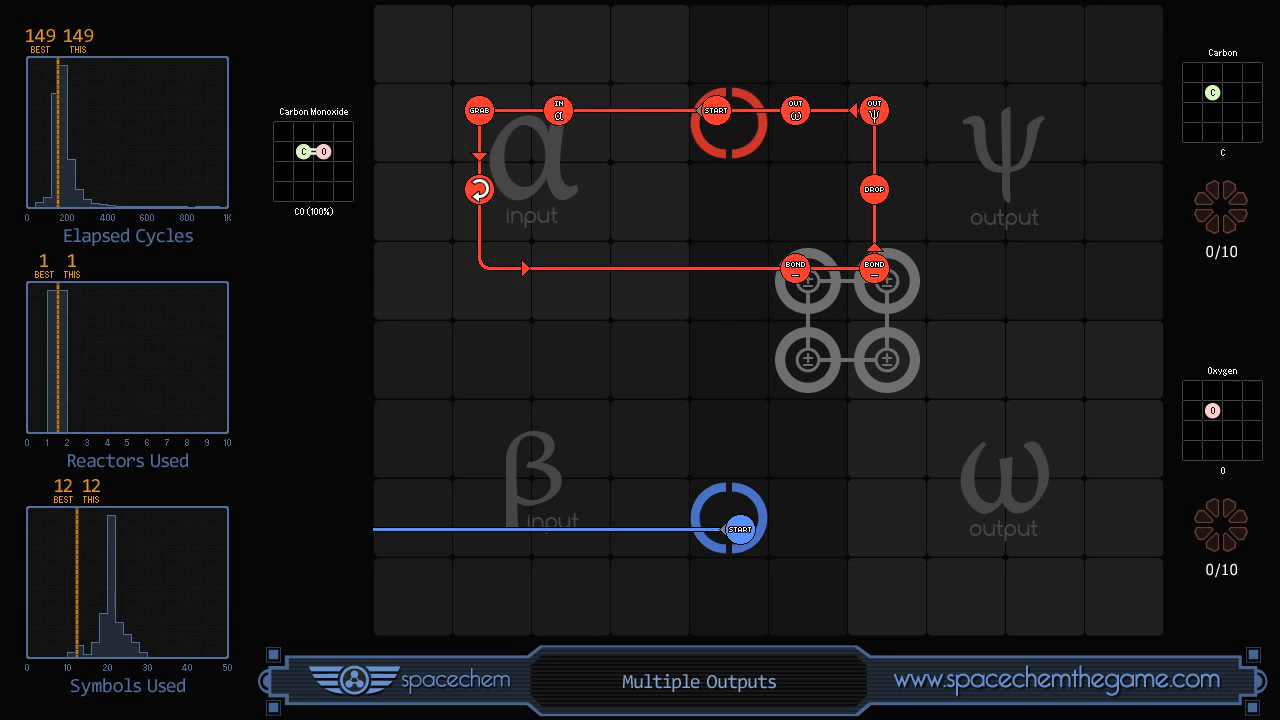 149 149
BEST THIS
0 200 400 600 800 1K
Elapsed Cycles
1 1
BEST THIS
0 1 2 3 4 5 6 7 8 9 10
Reactors Used
12 12
BEST THIS
0 10 20 30 40 50
Symbols Used
Carbon Monoxide
C=O
CO (100%)
GRAB
IN
α
START
OUT
ω
OUT
ψ
α
input
DROP
ψ
output
BOND
−
BOND
−
±
±
±
±
β
input
START
ω
output
Carbon
C
C
0/10
Oxygen
O
O
0/10
spacechem
Multiple Outputs
www.spacechemthegame.com